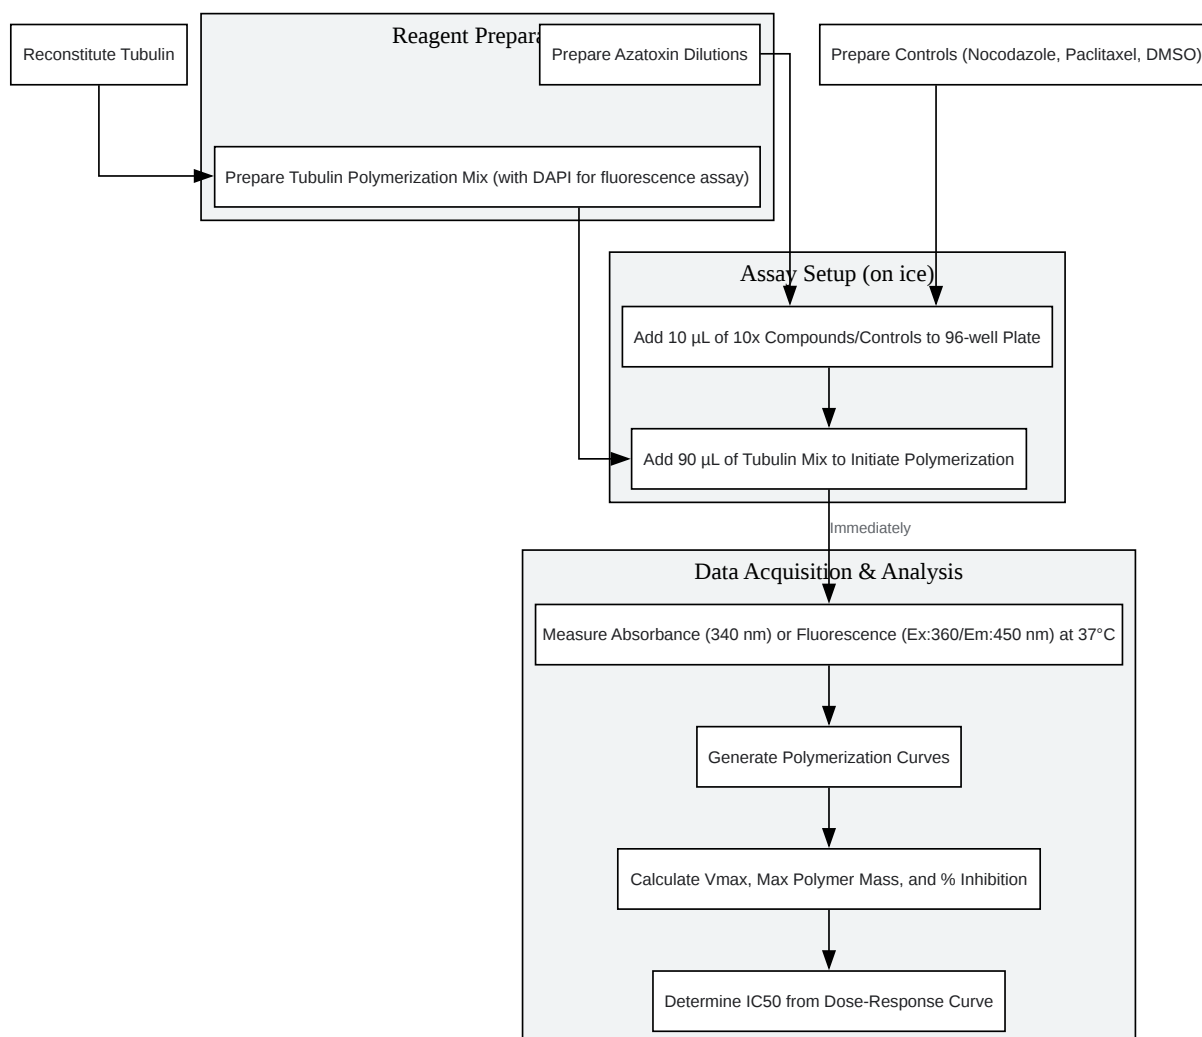 Reconstitute Tubulin
Reagent Prepara
Prepare Azatoxin Dilutions
Prepare Controls (Nocodazole, Paclitaxel, DMSO)
Prepare Tubulin Polymerization Mix (with DAPI for fluorescence assay)
Assay Setup (on ice)
Add 10 µL of 10x Compounds/Controls to 96-well Plate
Add 90 µL of Tubulin Mix to Initiate Polymerization
Immediately
Data Acquisition & Analysis
Measure Absorbance (340 nm) or Fluorescence (Ex:360/Em:450 nm) at 37°C
Generate Polymerization Curves
Calculate Vmax, Max Polymer Mass, and % Inhibition
Determine IC50 from Dose-Response Curve